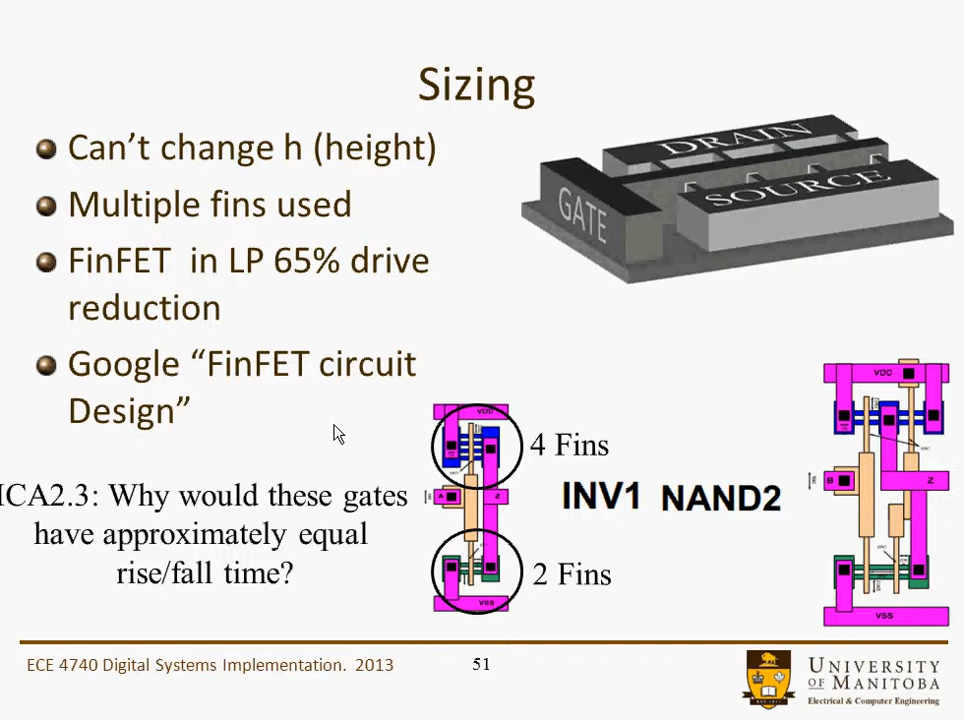 Sizing
Can’t change h (height)
Multiple fins used
FinFET in LP 65% drive
reduction
Google “FinFET circuit
Design”
DRAIN
SOURCE
GATE
VDD
4 Fins
A
Z
INV1
2 Fins
VSS
NAND2
VDD
B
Z
VSS
ICA2.3: Why would these gates
have approximately equal
rise/fall time?
ECE 4740 Digital Systems Implementation. 2013
51
UNIVERSITY
OF MANITOBA
Electrical & Computer Engineering